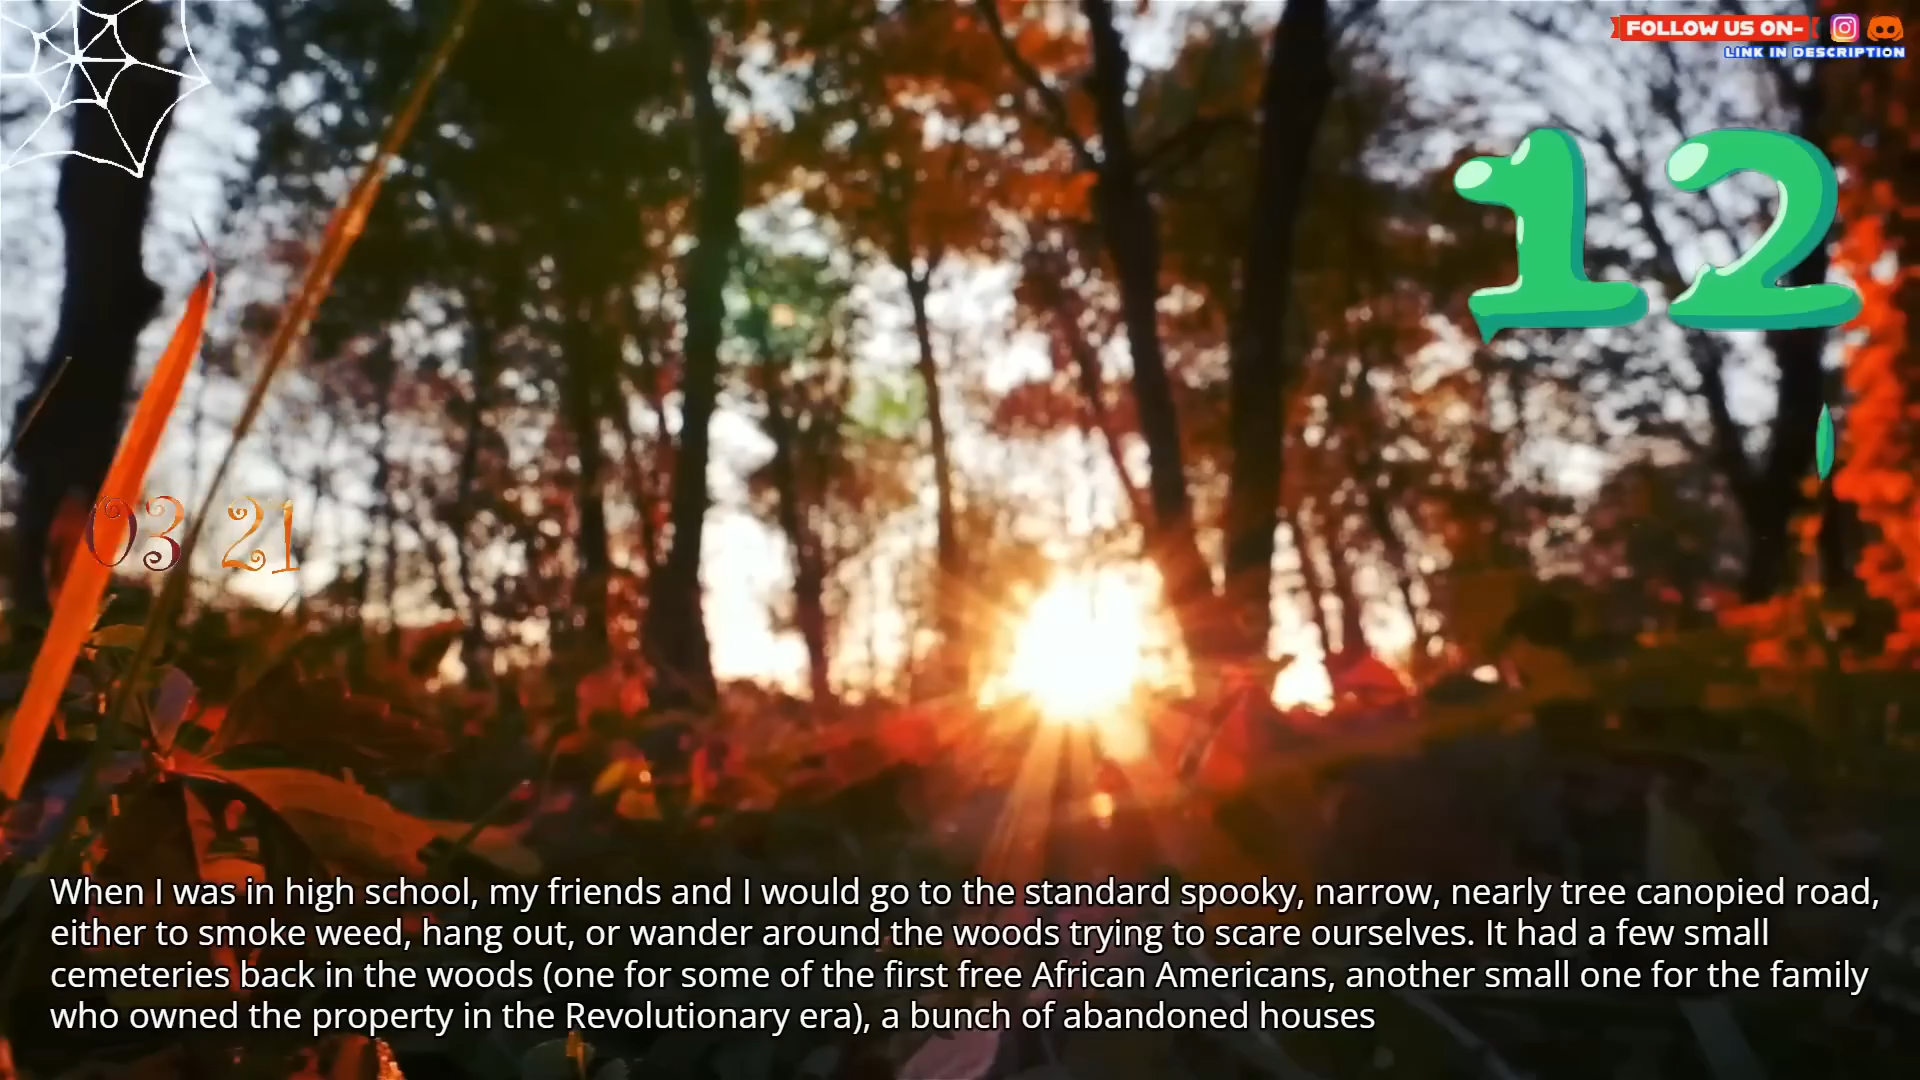 FOLLOW US ON-
LINK IN DESCRIPTION
12
03 21
When I was in high school, my friends and I would go to the standard spooky, narrow, nearly tree canopied road,
either to smoke weed, hang out, or wander around the woods trying to scare ourselves. It had a few small
cemeteries back in the woods (one for some of the first free African Americans, another small one for the family
who owned the property in the Revolutionary era), a bunch of abandoned houses